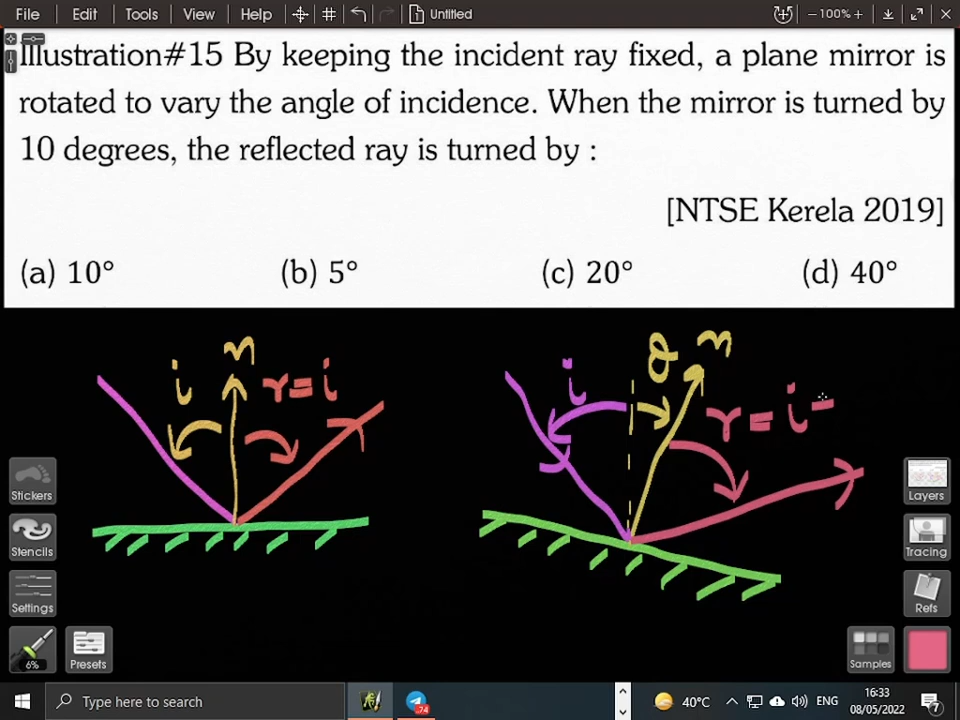 File Edit Tools View Help Untitled −100% +
Illustration#15 By keeping the incident ray fixed, a plane mirror is
rotated to vary the angle of incidence. When the mirror is turned by
10 degrees, the reflected ray is turned by :
[NTSE Kerela 2019]
(a) 10° (b) 5° (c) 20° (d) 40°
i n r=i
i θ n r=i-
Stickers
Stencils
Settings
6%
Presets
Layers
Tracing
Refs
Samples
Type here to search
74
40°C
ENG
16:33
08/05/2022
7